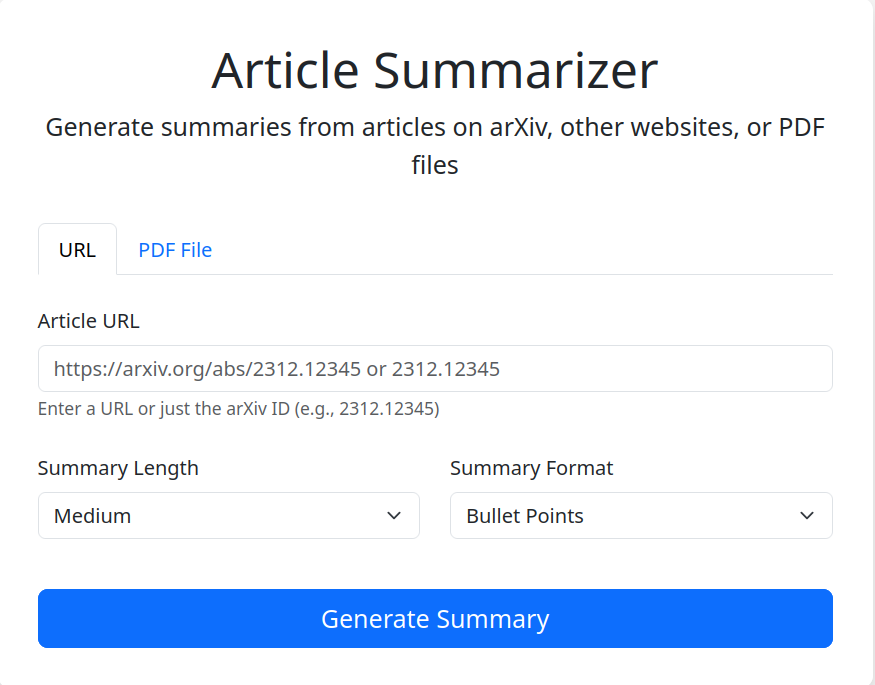 Article Summarizer
Generate summaries from articles on arXiv, other websites, or PDF
files
URL
PDF File
Article URL
https://arxiv.org/abs/2312.12345 or 2312.12345
Enter a URL or just the arXiv ID (e.g., 2312.12345)
Summary Length
Summary Format
Medium
Bullet Points
Generate Summary